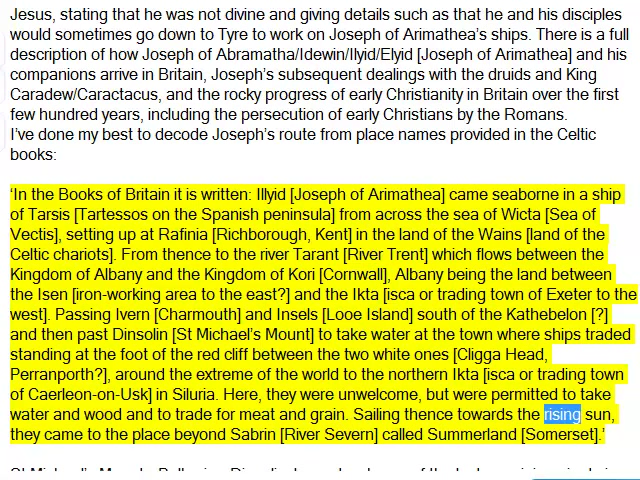 Jesus, stating that he was not divine and giving details such as that he and his disciples
would sometimes go down to Tyre to work on Joseph of Arimathea's ships. There is a full
description of how Joseph of Abramatha/Idewin/Ilyid/Elyid [Joseph of Arimathea] and his
companions arrive in Britain, Joseph's subsequent dealings with the druids and King
Caradew/Caractacus, and the rocky progress of early Christianity in Britain over the first
few hundred years, including the persecution of early Christians by the Romans.
I've done my best to decode Joseph's route from place names provided in the Celtic
books:
'In the Books of Britain it is written: Illyid [Joseph of Arimathea] came seaborne in a ship
of Tarsis [Tartessos on the Spanish peninsula] from across the sea of Wicta [Sea of
Vectis], setting up at Rafinia [Richborough, Kent] in the land of the Wains [land of the
Celtic chariots]. From thence to the river Tarant [River Trent] which flows between the
Kingdom of Albany and the Kingdom of Kori [Cornwall], Albany being the land between
the Isen [iron-working area to the east?] and the Ikta [isca or trading town of Exeter to the
west]. Passing Ivern [Charmouth] and Insels [Looe Island] south of the Kathebelon [?]
and then past Dinsolin [St Michael's Mount] to take water at the town where ships traded
standing at the foot of the red cliff between the two white ones [Cligga Head,
Perranporth?], around the extreme of the world to the northern Ikta [isca or trading town
of Caerleon-on-Usk] in Siluria. Here, they were unwelcome, but were permitted to take
water and wood and to trade for meat and grain. Sailing thence towards the rising sun,
they came to the place beyond Sabrin [River Severn] called Summerland [Somerset].'